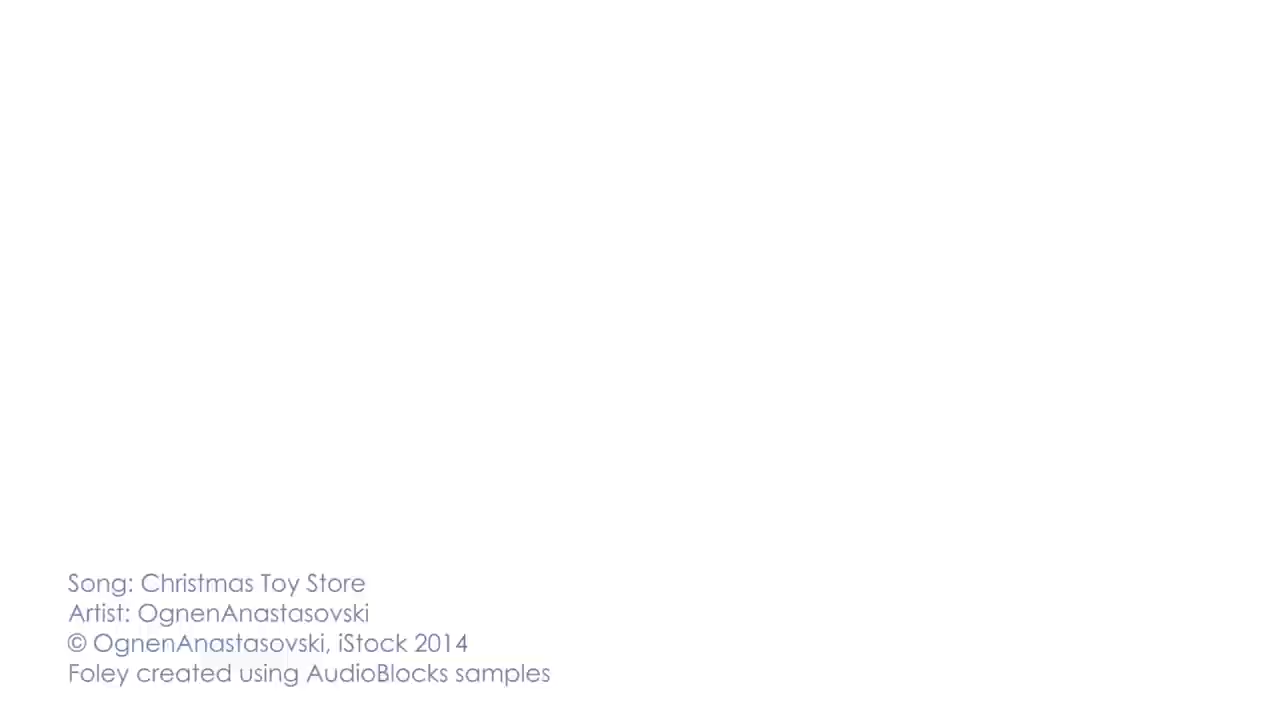 Song: Christmas Toy Store
Artist: OgnenAnastasovski
© OgnenAnastasovski, iStock 2014
Foley created using AudioBlocks samples